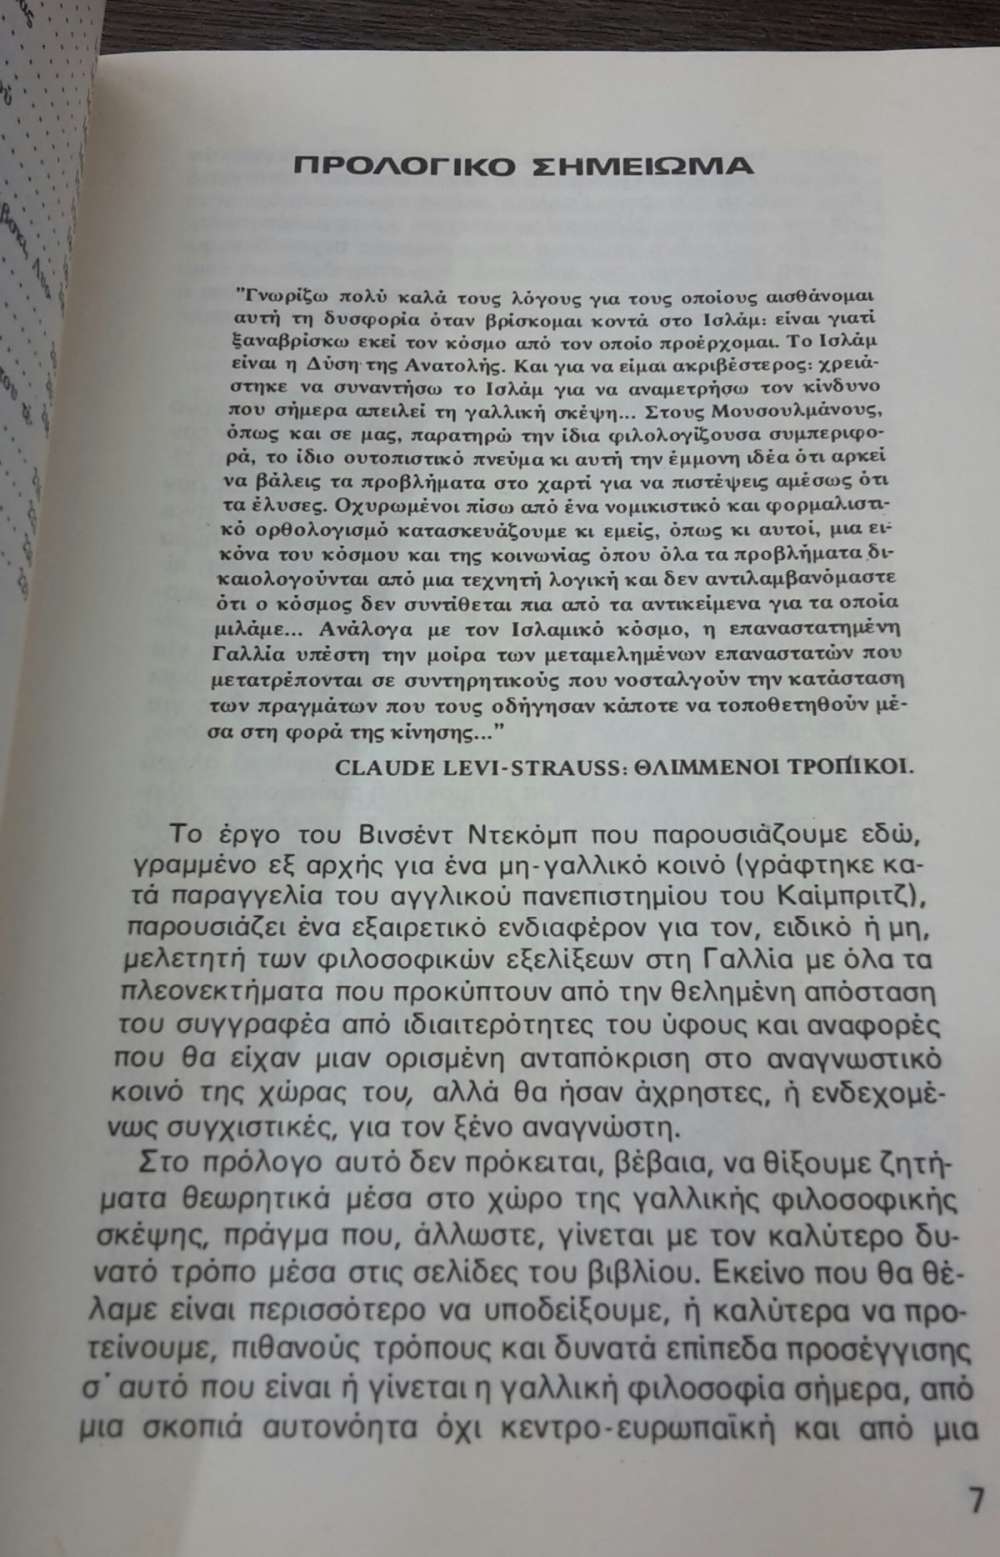 ΠΡΟΛΟΓΙΚΟ ΣΗΜΕΙΩΜΑ
"Γνωρίζω πολύ καλά τους λόγους για τους οποίους αισθάνομαι
αυτή τη δυσφορία όταν βρίσκομαι κοντά στο Ισλάμ: είναι γιατί
ξαναβρίσκω εκεί τον κόσμο από τον οποίο προέρχομαι. Το Ισλάμ
είναι η Δύση της Ανατολής. Και για να είμαι ακριβέστερος: χρειά-
στηκε να συναντήσω το Ισλάμ για να αναμετρήσω τον κίνδυνο
που σήμερα απειλεί τη γαλλική σκέψη... Στους Μουσουλμάνους,
όπως και σε μας, παρατηρώ την ίδια φιλολογίζουσα συμπεριφο-
ρά, το ίδιο ουτοπιστικό πνεύμα κι αυτή την έμμονη ιδέα ότι αρκεί
να βάλεις τα προβλήματα στο χαρτί για να πιστέψεις αμέσως ότι
τα έλυσες. Οχυρωμένοι πίσω από ένα νομικιστικό και φορμαλιστι-
κό ορθολογισμό κατασκευάζουμε κι εμείς, όπως κι αυτοί, μια ει-
κόνα του κόσμου και της κοινωνίας όπου όλα τα προβλήματα δι-
καιολογούνται από μια τεχνητή λογική και δεν αντιλαμβανόμαστε
ότι ο κόσμος δεν συντίθεται πια από τα αντικείμενα για τα οποία
μιλάμε... Ανάλογα με τον Ισλαμικό κόσμο, η επαναστατημένη
Γαλλία υπέστη την μοίρα των μεταμελημένων επαναστατών που
μετατρέπονται σε συντηρητικούς που νοσταλγούν την κατάσταση
των πραγμάτων που τους οδήγησαν κάποτε να τοποθετηθούν μέ-
σα στη φορά της κίνησης..."
CLAUDE LEVI-STRAUSS: ΘΛΙΜΜΕΝΟΙ ΤΡΟΠΙΚΟΙ.
Το έργο του Βινσέντ Ντεκόμπ που παρουσιάζουμε εδώ,
γραμμένο εξ αρχής για ένα μη-γαλλικό κοινό (γράφτηκε κα-
τά παραγγελία του αγγλικού πανεπιστημίου του Καίμπριτζ),
παρουσιάζει ένα εξαιρετικό ενδιαφέρον για τον, ειδικό ή μη,
μελετητή των φιλοσοφικών εξελίξεων στη Γαλλία με όλα τα
πλεονεκτήματα που προκύπτουν από την θελημένη απόσταση
του συγγραφέα από ιδιαιτερότητες του ύφους και αναφορές
που θα είχαν μιαν ορισμένη ανταπόκριση στο αναγνωστικό
κοινό της χώρας του, αλλά θα ήσαν άχρηστες, ή ενδεχομέ-
νως συγχιστικές, για τον ξένο αναγνώστη.
Στο πρόλογο αυτό δεν πρόκειται, βέβαια, να θίξουμε ζητή-
ματα θεωρητικά μέσα στο χώρο της γαλλικής φιλοσοφικής
σκέψης, πράγμα που, άλλωστε, γίνεται με τον καλύτερο δυ-
νατό τρόπο μέσα στις σελίδες του βιβλίου. Εκείνο που θα θέ-
λαμε είναι περισσότερο να υποδείξουμε, ή καλύτερα να προ-
τείνουμε, πιθανούς τρόπους και δυνατά επίπεδα προσέγγισης
σ' αυτό που είναι ή γίνεται η γαλλική φιλοσοφία σήμερα, από
μια σκοπιά αυτονόητα όχι κεντρο-ευρωπαϊκή και από μια
7